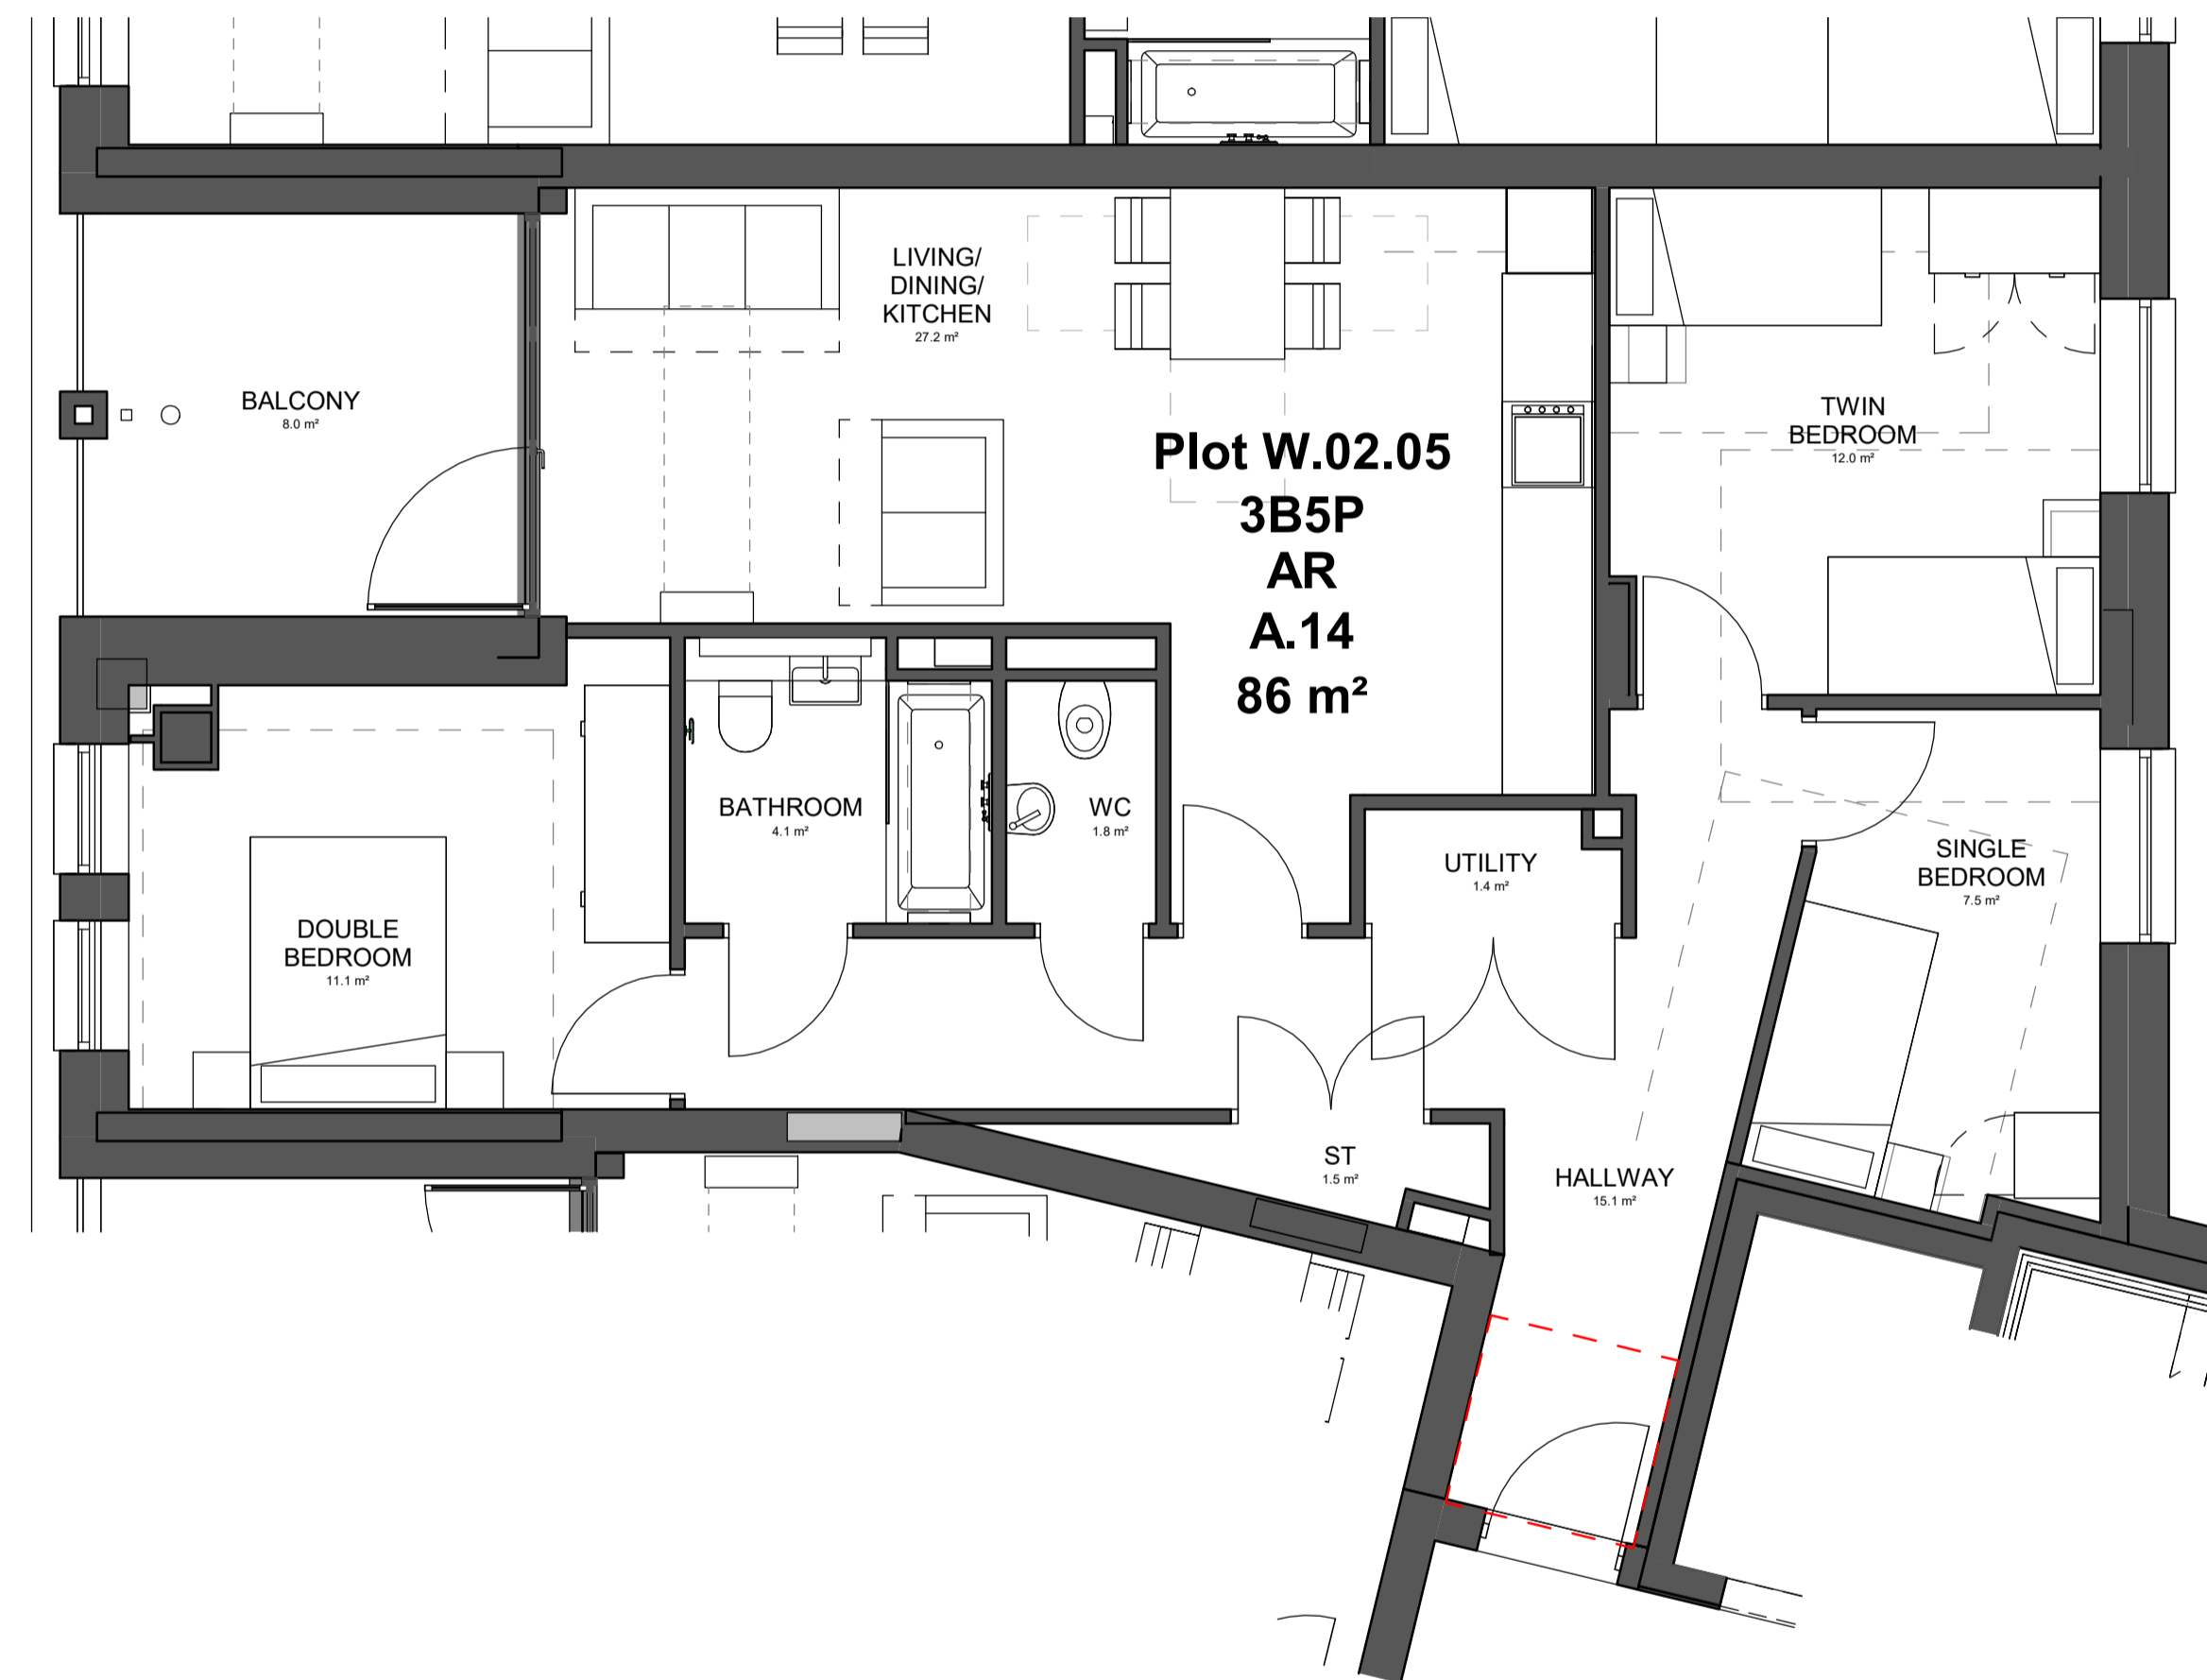 LIVING/
DINING/
KITCHEN
27.2 m²
BALCONY
8.0 m²
TWIN
BEDROOM
12.0 m²
Plot W.02.05
3B5P
AR
A.14
86 m²
BATHROOM
4.1 m²
WC
1.8 m²
UTILITY
1.4 m²
SINGLE
BEDROOM
7.5 m²
DOUBLE
BEDROOM
11.1 m²
ST
1.5 m²
HALLWAY
15.1 m²